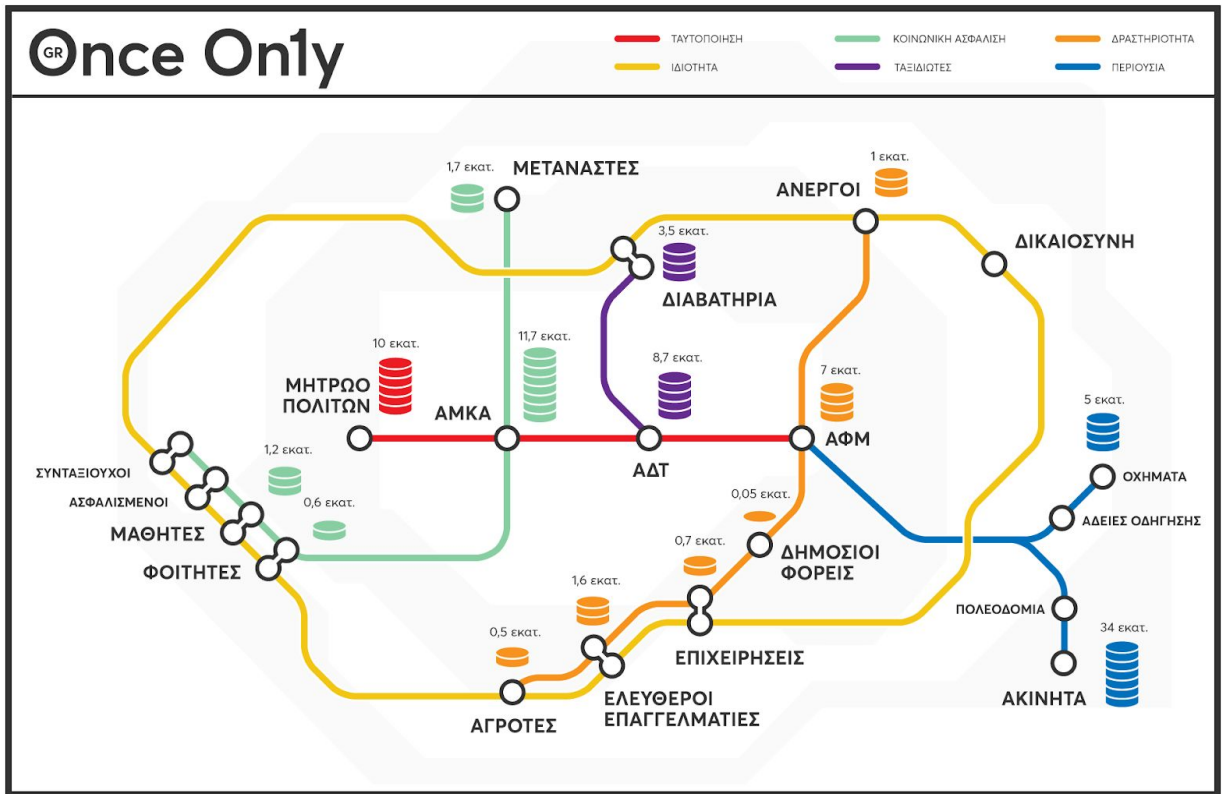 GR
Once On1y
ΤΑΥΤΟΠΟΙΗΣΗ
ΚΟΙΝΩΝΙΚΗ ΑΣΦΑΛΙΣΗ
ΔΡΑΣΤΗΡΙΟΤΗΤΑ
ΙΔΙΟΤΗΤΑ
ΤΑΞΙΔΙΩΤΕΣ
ΠΕΡΙΟΥΣΙΑ
1 εκατ.
1,7 εκατ.
ΜΕΤΑΝΑΣΤΕΣ
ΑΝΕΡΓΟΙ
3,5 εκατ.
ΔΙΚΑΙΟΣΥΝΗ
ΔΙΑΒΑΤΗΡΙΑ
11,7 εκατ.
10 εκατ.
8,7 εκατ.
7 εκατ.
ΜΗΤΡΩΟ
ΠΟΛΙΤΩΝ
5 εκατ.
ΑΜΚΑ
ΑΔΤ
ΑΦΜ
1,2 εκατ.
ΣΥΝΤΑΞΙΟΥΧΟΙ
ΟΧΗΜΑΤΑ
0,05 εκατ.
ΑΣΦΑΛΙΣΜΕΝΟΙ
0,6 εκατ.
ΑΔΕΙΕΣ ΟΔΗΓΗΣΗΣ
ΜΑΘΗΤΕΣ
0,7 εκατ.
ΔΗΜΟΣΙΟΙ
ΦΟΡΕΙΣ
ΦΟΙΤΗΤΕΣ
1,6 εκατ.
ΠΟΛΕΟΔΟΜΙΑ
0,5 εκατ.
34 εκατ.
ΕΠΙΧΕΙΡΗΣΕΙΣ
ΑΚΙΝΗΤΑ
ΕΛΕΥΘΕΡΟΙ
ΕΠΑΓΓΕΛΜΑΤΙΕΣ
ΑΓΡΟΤΕΣ